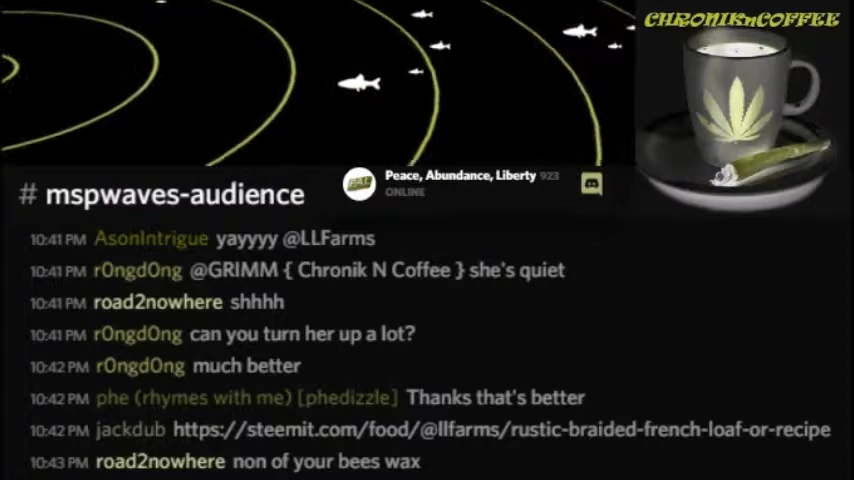 CHRONIKnCOFFEE
Peace, Abundance, Liberty 923
ONLINE
# mspwaves-audience
10:41 PM AsonIntrigue yayyyy @LLFarms
10:41 PM r0ngd0ng @GRIMM { Chronik N Coffee } she's quiet
10:41 PM road2nowhere shhhh
10:41 PM r0ngd0ng can you turn her up a lot?
10:42 PM r0ngd0ng much better
10:42 PM phe (rhymes with me) [phedizzle] Thanks that's better
10:42 PM jackdub https://steemit.com/food/@llfarms/rustic-braided-french-loaf-or-recipe
10:43 PM road2nowhere non of your bees wax